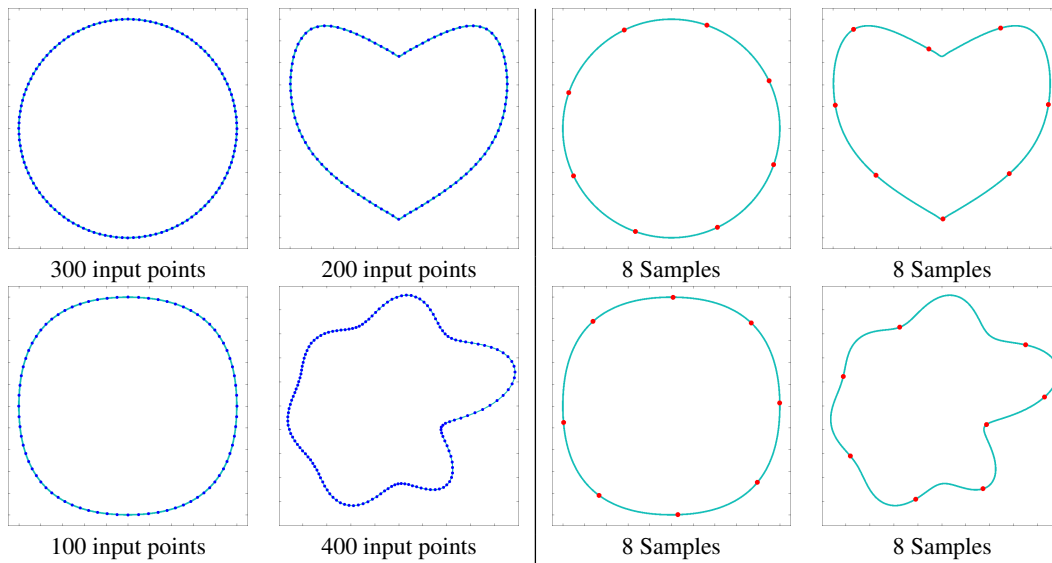 300 input points
200 input points
8 Samples
8 Samples
100 input points
400 input points
8 Samples
8 Samples